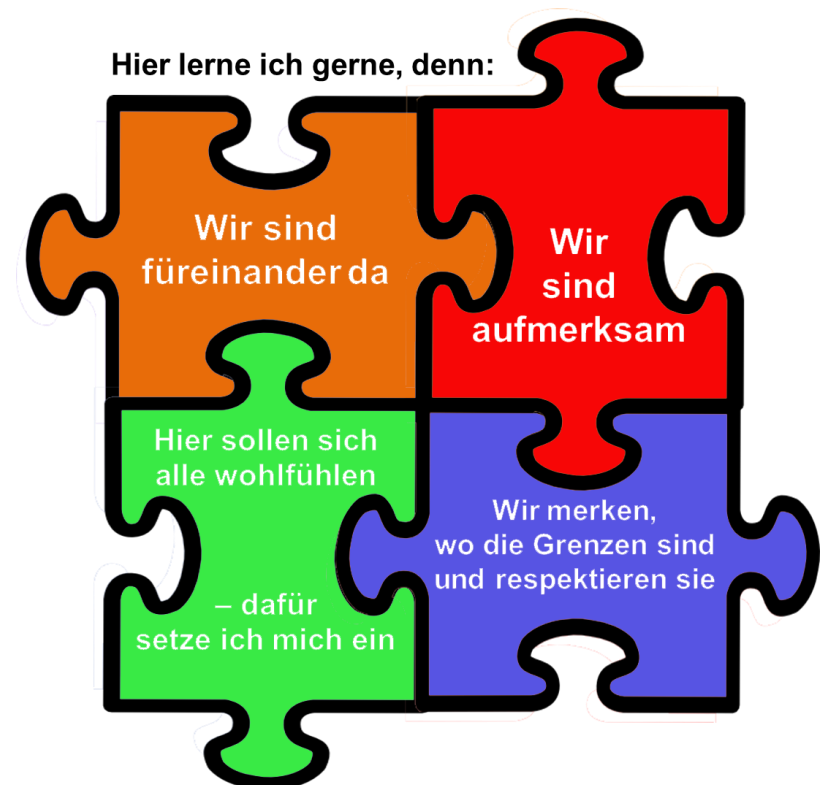 Hier lerne ich gerne, denn:
Wir sind
füreinander da
Wir
sind
aufmerksam
Hier sollen sich
alle wohlfühlen
– dafür
setze ich mich ein
Wir merken,
wo die Grenzen sind
und respektieren sie